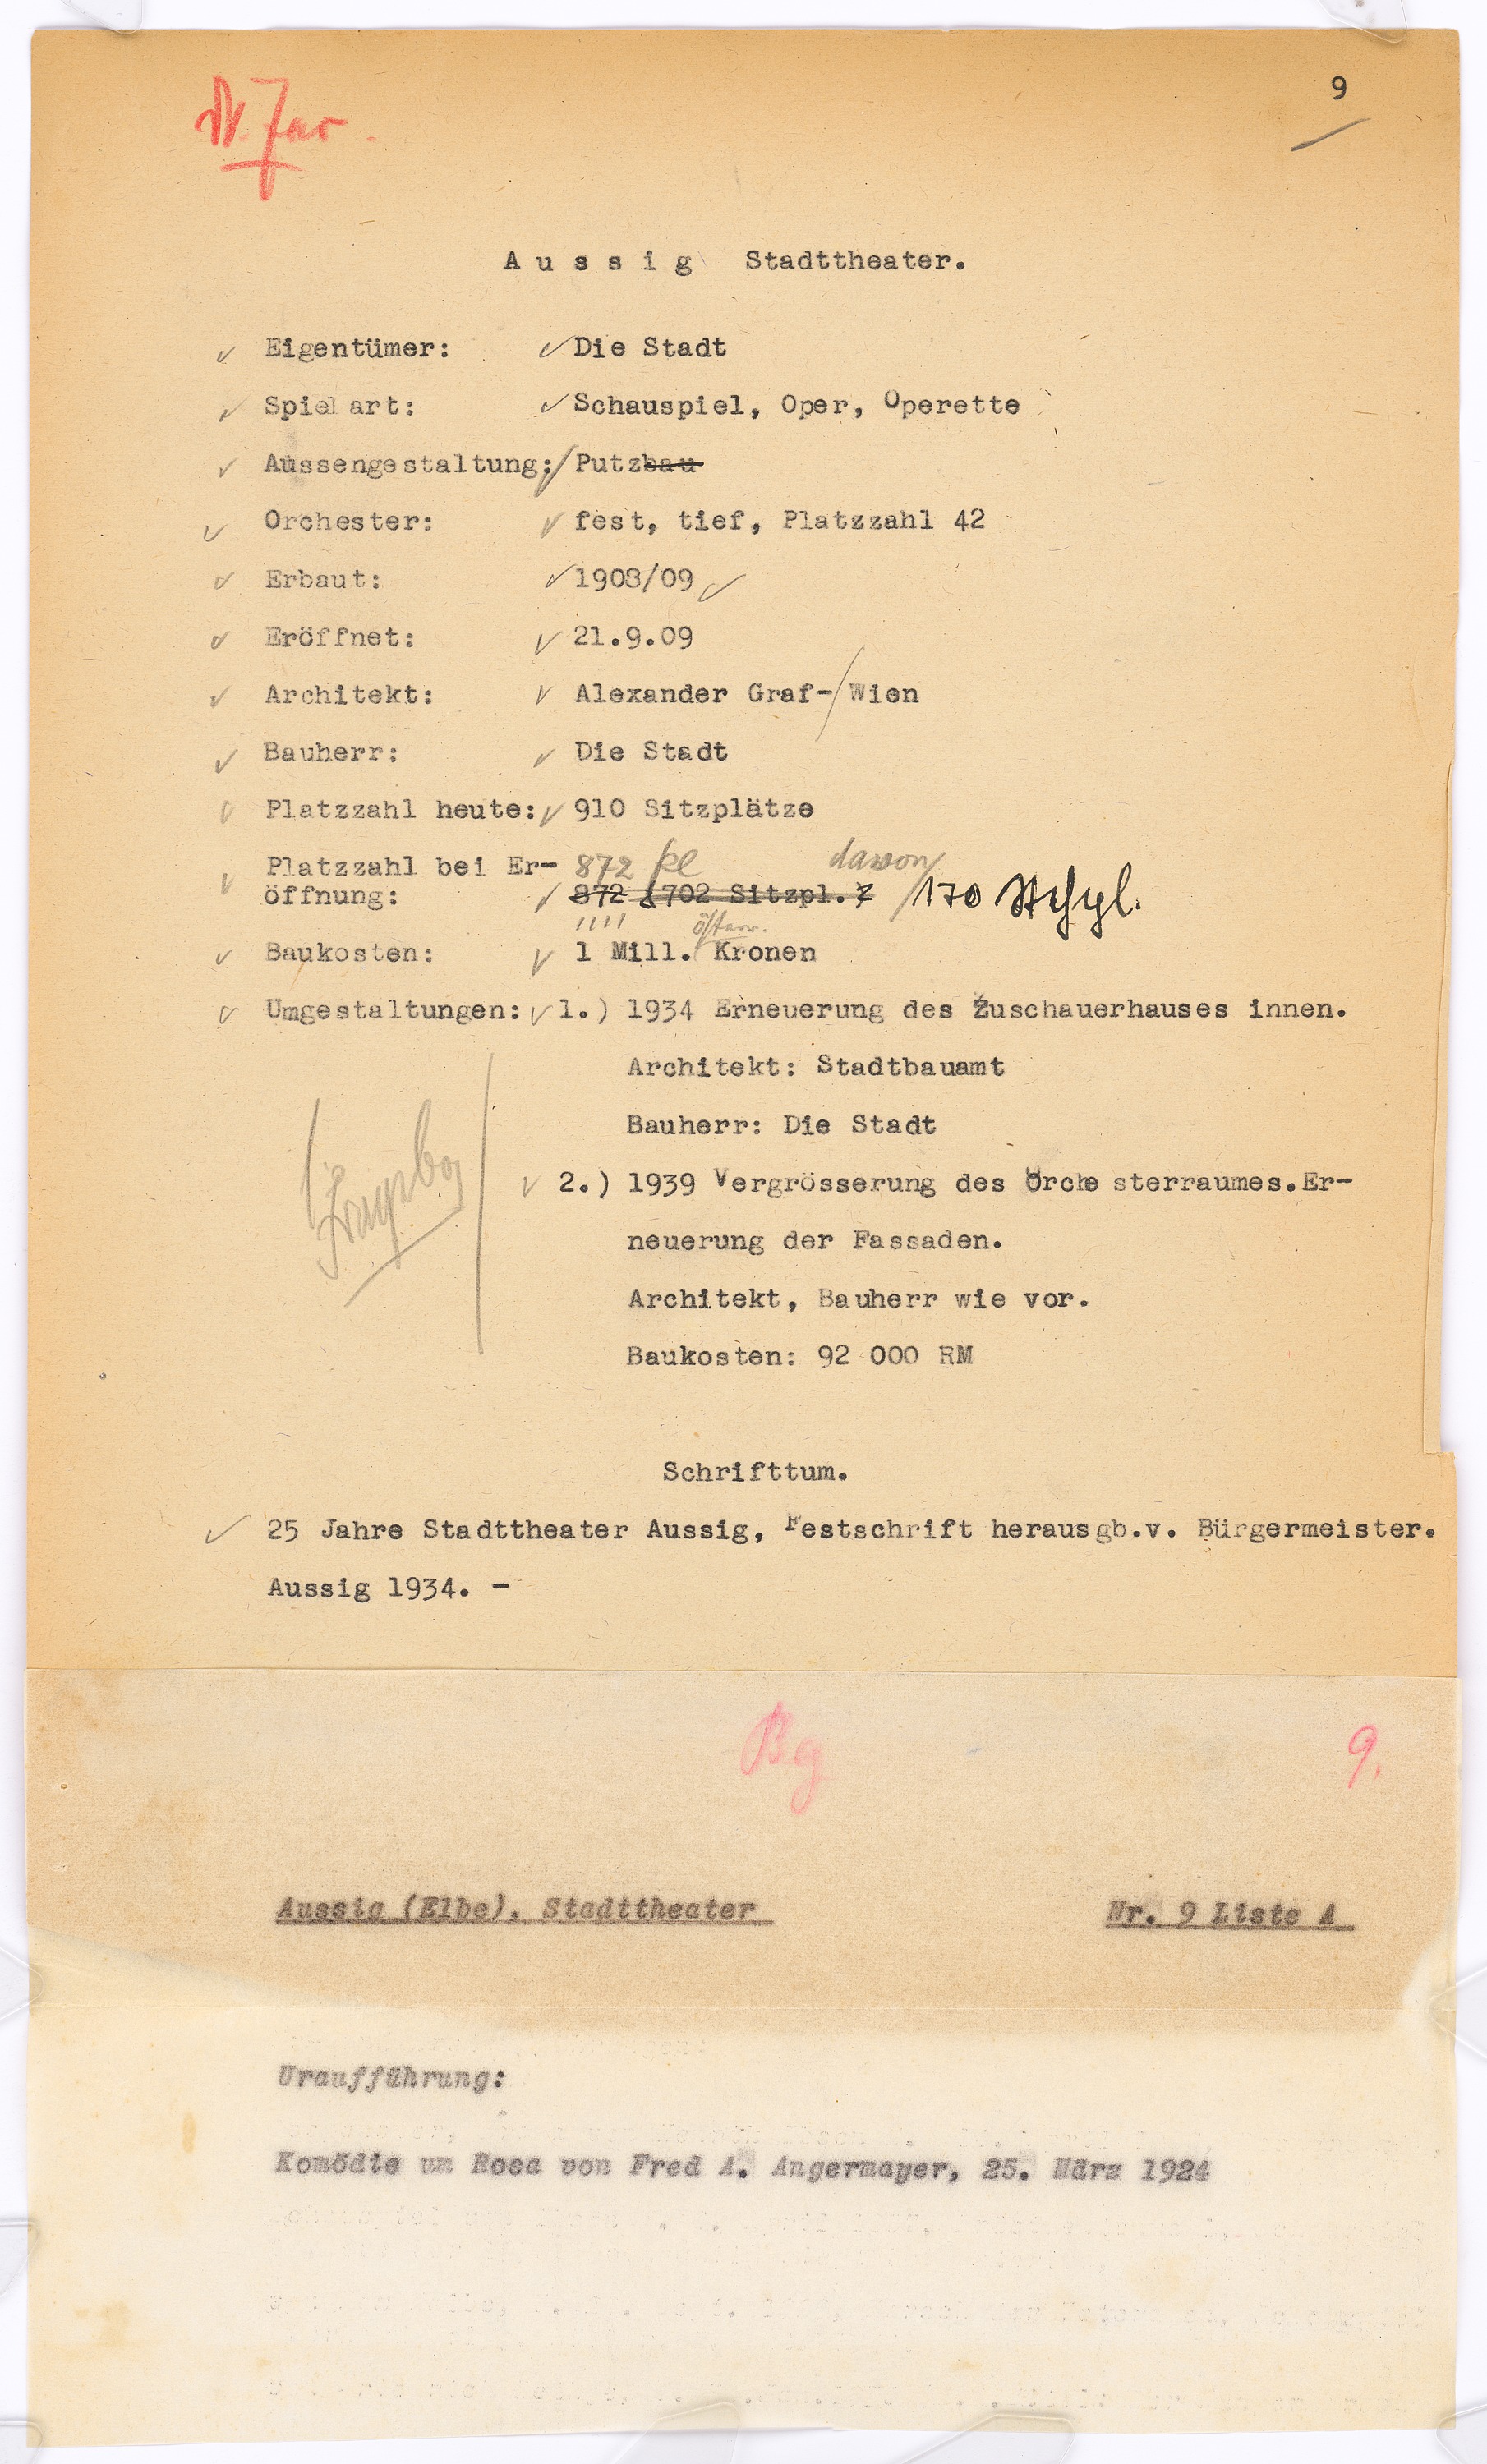 9
Aussig Stadttheater.
Eigentümer: Die Stadt
Spielart: Schauspiel, Oper, Operette
Aussengestaltung: Putzbau
Orchester: fest, tief, Platzzahl 42
Erbaut: 1908/09
Eröffnet: 21.9.09
Architekt: Alexander Graf-/Wien
Bauherr: Die Stadt
Platzzahl heute: 910 Sitzplätze
Platzzahl bei Er- 872 davon
öffnung: 872 702 Sitzpl. 170 Stehpl.
österr.
Baukosten: 1 Mill. Kronen
Umgestaltungen: 1.) 1934 Erneuerung des Zuschauerhauses innen.
Architekt: Stadtbauamt
Bauherr: Die Stadt
2.) 1939 Vergrösserung des Orchesterraumes.Er-
neuerung der Fassaden.
Architekt, Bauherr wie vor.
Baukosten: 92 000 RM
Fragebog
Schrifttum.
25 Jahre Stadttheater Aussig, Festschrift herausgb.v. Bürgermeister.
Aussig 1934. -
Bg 9.
Aussig (Elbe), Stadttheater Nr. 9 Liste A
Uraufführung:
Komödie um Rosa von Fred A. Angermayer, 25. März 1924